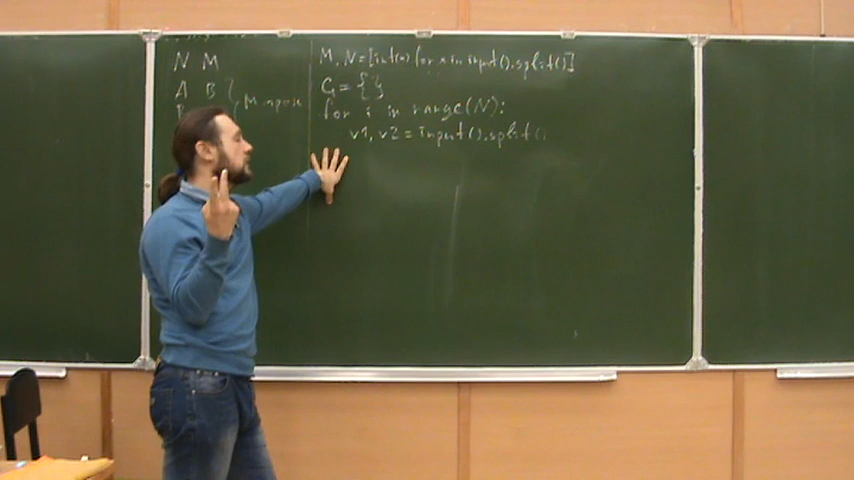 N M
A B
B
M
M, N = [int(x) for x in input().split()]
G = {}
for i in range(N):
v1, v2 = input().split()